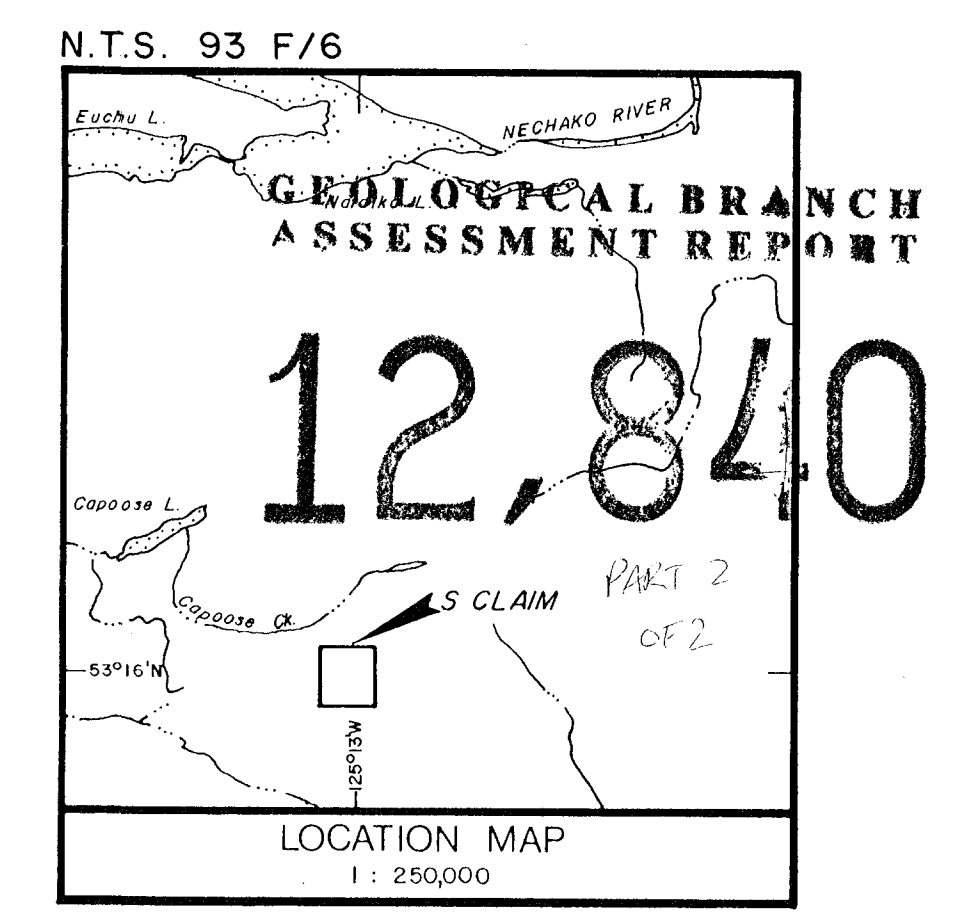 N.T.S. 93 F/6
Euchu L.
NECHAKO RIVER
GEOLOGICAL BRANCH
ASSESSMENT REPORT
12,840
Capoose L.
PART 2
OF 2
S CLAIM
Capoose Ck.
53°16'N
125°13'W
LOCATION MAP
1 : 250,000